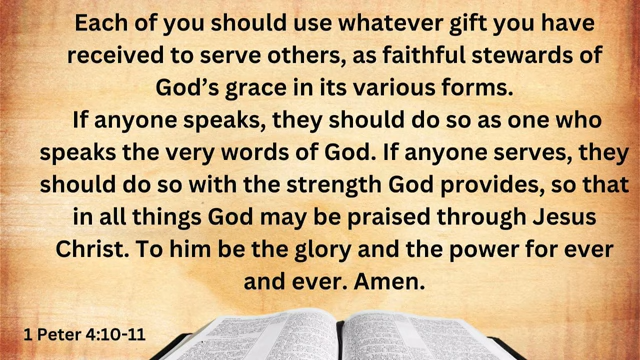 Each of you should use whatever gift you have
received to serve others, as faithful stewards of
God’s grace in its various forms.
If anyone speaks, they should do so as one who
speaks the very words of God. If anyone serves, they
should do so with the strength God provides, so that
in all things God may be praised through Jesus
Christ. To him be the glory and the power for ever
and ever. Amen.
1 Peter 4:10-11